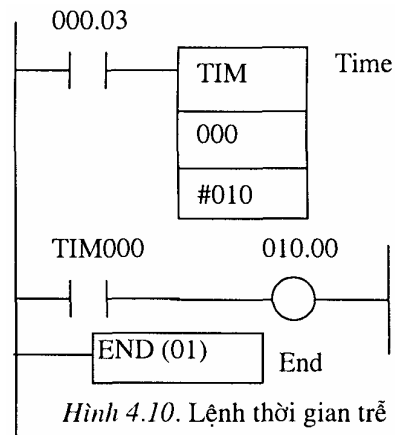 000.03
TIM Time
000
#010
TIM000 010.00
END (01) End
Hình 4.10. Lệnh thời gian trễ